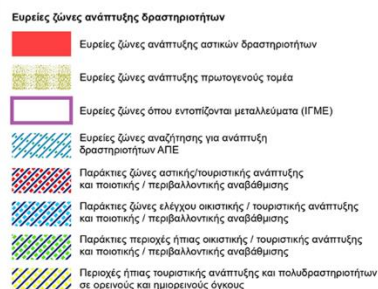 Ευρείες ζώνες ανάπτυξης δραστηριοτήτων
Ευρείες ζώνες ανάπτυξης αστικών δραστηριοτήτων
Ευρείες ζώνες ανάπτυξης πρωτογενούς τομέα
Ευρείες ζώνες όπου εντοπίζονται μεταλλεύματα (ΙΓΜΕ)
Ευρείες ζώνες αναζήτησης για ανάπτυξη
δραστηριοτήτων ΑΠΕ
Παράκτιες ζώνες αστικής/τουριστικής ανάπτυξης
και ποιοτικής / περιβαλλοντικής αναβάθμισης
Παράκτιες ζώνες ελέγχου οικιστικής / τουριστικής ανάπτυξης
και ποιοτικής / περιβαλλοντικής αναβάθμισης
Παράκτιες περιοχές ήπιας οικιστικής / τουριστικής ανάπτυξης
και ποιοτικής / περιβαλλοντικής αναβάθμισης
Περιοχές ήπιας τουριστικής ανάπτυξης και πολυδραστηριοτήτων
σε ορεινούς και ημιορεινούς όγκους